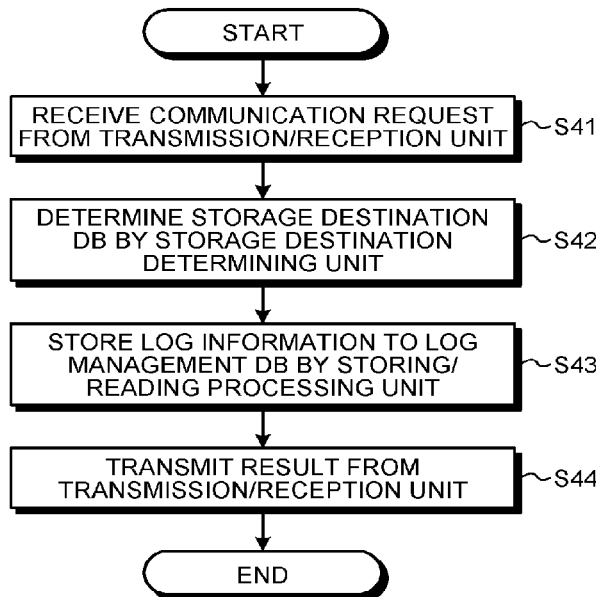 START
RECEIVE COMMUNICATION REQUEST
FROM TRANSMISSION/RECEPTION UNIT
S41
DETERMINE STORAGE DESTINATION
DB BY STORAGE DESTINATION
DETERMINING UNIT
S42
STORE LOG INFORMATION TO LOG
MANAGEMENT DB BY STORING/
READING PROCESSING UNIT
S43
TRANSMIT RESULT FROM
TRANSMISSION/RECEPTION UNIT
S44
END